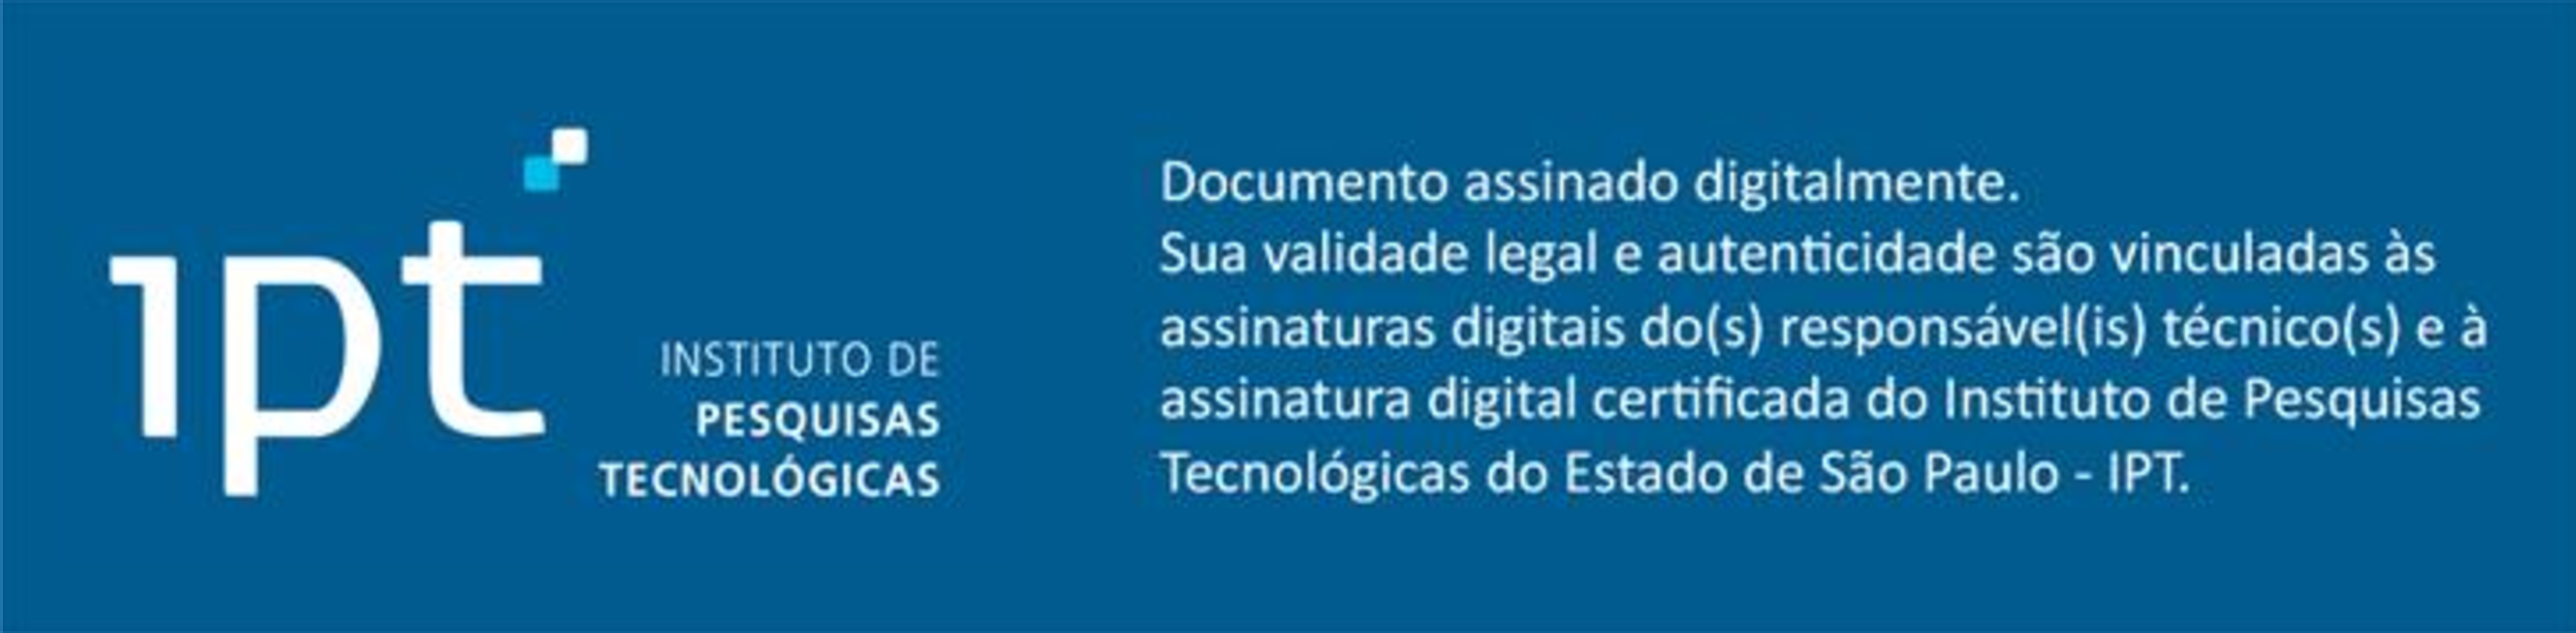 ipt
INSTITUTO DE
PESQUISAS
TECNOLÓGICAS
Documento assinado digitalmente.
Sua validade legal e autenticidade são vinculadas às
assinaturas digitais do(s) responsável(is) técnico(s) e à
assinatura digital certificada do Instituto de Pesquisas
Tecnológicas do Estado de São Paulo - IPT.